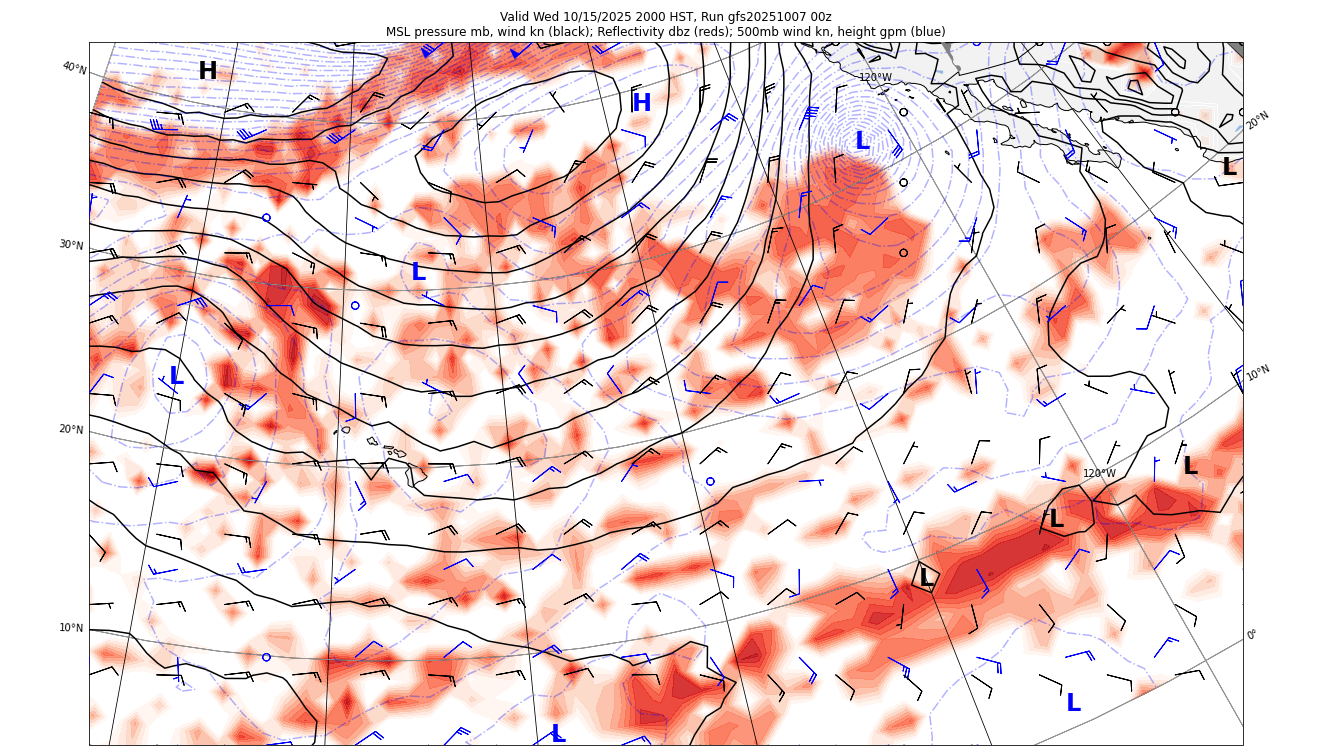 Valid Wed 10/15/2025 2000 HST, Run gfs20251007 00z
MSL pressure mb, wind kn (black); Reflectivity dbz (reds); 500mb wind kn, height gpm (blue)
40°N
H
H
120°W
L
20°N
L
30°N
L
L
10°N
20°N
120°W
L
L
L
10°N
0°
L
L